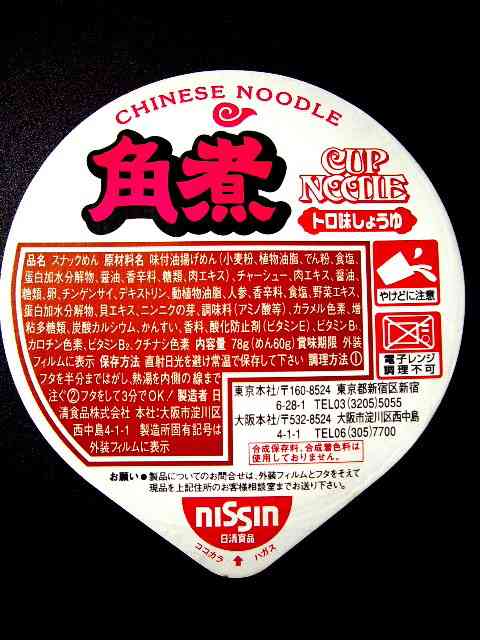 CHINESE NOODLE
角煮
CUP
NOODLE
トロ味しょうゆ
品名 スナックめん 原材料名 味付油揚げめん(小麦粉、植物油脂、でん粉、食塩、
蛋白加水分解物、醤油、香辛料、糖類、肉エキス)、チャーシュー、肉エキス、醤油、
糖類、卵、チンゲンサイ、デキストリン、動植物油脂、人参、香辛料、食塩、野菜エキス、
蛋白加水分解物、貝エキス、ニンニクの芽、調味料(アミノ酸等)、カラメル色素、増
粘多糖類、炭酸カルシウム、かんすい、香料、酸化防止剤(ビタミンE)、ビタミンB₁、
カロチン色素、ビタミンB₂、クチナシ色素 内容量 78g(めん60g) 賞味期限 外装
フィルムに表示 保存方法 直射日光を避け常温で保存して下さい 調理方法①
フタを半分まではがし、熱湯を内側の線まで
注ぐ②フタをして3分でOK/製造者 日
清食品株式会社 本社:大阪市淀川区
西中島4-1-1 製造所固有記号は
外装フィルムに表示
やけどに注意
電子レンジ
調理不可
東京本社/〒160-8524 東京都新宿区新宿
6-28-1 TEL03(3205)5055
大阪本社/〒532-8524 大阪市淀川区西中島
4-1-1 TEL06(305)7700
合成保存料、合成着色料は
使用しておりません。
お願い●製品についてのお問合せは、外装フィルムとフタをそえて
現品を上記住所のお客様相談室までお送り下さい。
NISSIN
日清食品
ココカラ ハガス